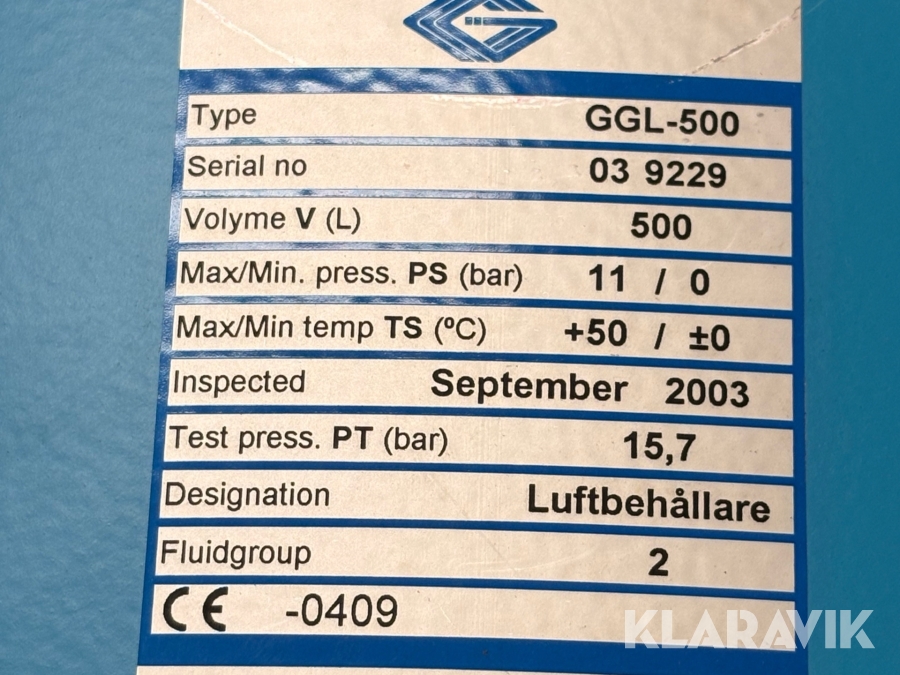 Type GGL-500
Serial no 03 9229
Volyme V (L) 500
Max/Min. press. PS (bar) 11 / 0
Max/Min temp TS (ºC) +50 / ±0
Inspected September 2003
Test press. PT (bar) 15,7
Designation Luftbehållare
Fluidgroup 2
CE -0409
KLARAVIK